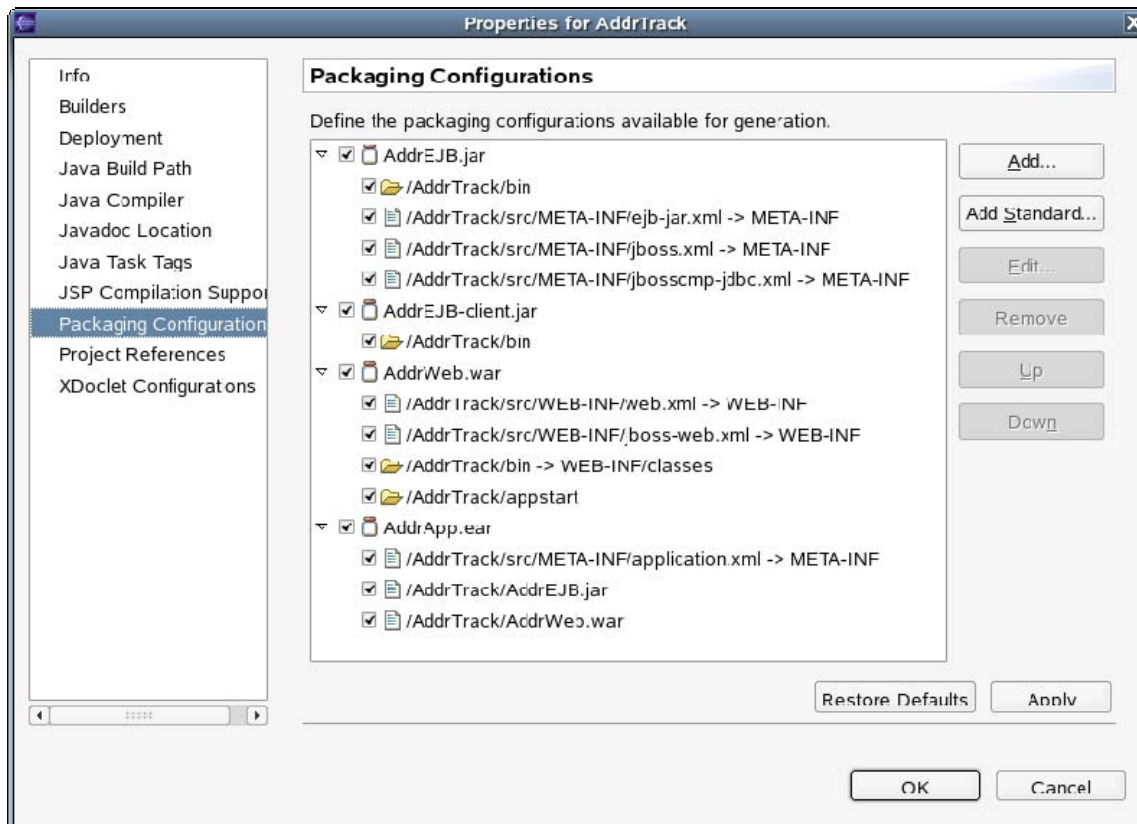 Properties for AddrTrack
Info
Builders
Deployment
Java Build Path
Java Compiler
Javadoc Location
Java Task Tags
JSP Compilation Suppor
Packaging Configuration
Project References
XDoclet Configurations
Packaging Configurations
Define the packaging configurations available for generation.
AddrEJB.jar
/AddrTrack/bin
/AddrTrack/src/META-INF/ejb-jar.xml -> META-INF
/AddrTrack/src/META-INF/jboss.xml -> META-INF
/AddrTrack/src/META-INF/jbosscmp-jdbc.xml -> META-INF
AddrEJB-client.jar
/AddrTrack/bin
AddrWeb.war
/AddrTrack/src/WEB-INF/web.xml -> WEB-INF
/AddrTrack/src/WEB-INF/jboss-web.xml -> WEB-INF
/AddrTrack/bin -> WEB-INF/classes
/AddrTrack/appstart
AddrApp.ear
/AddrTrack/src/META-INF/application.xml -> META-INF
/AddrTrack/AddrEJB.jar
/AddrTrack/AddrWeb.war
Add...
Add Standard...
Edit...
Remove
Up
Down
Restore Defaults
Apply
OK
Cancel